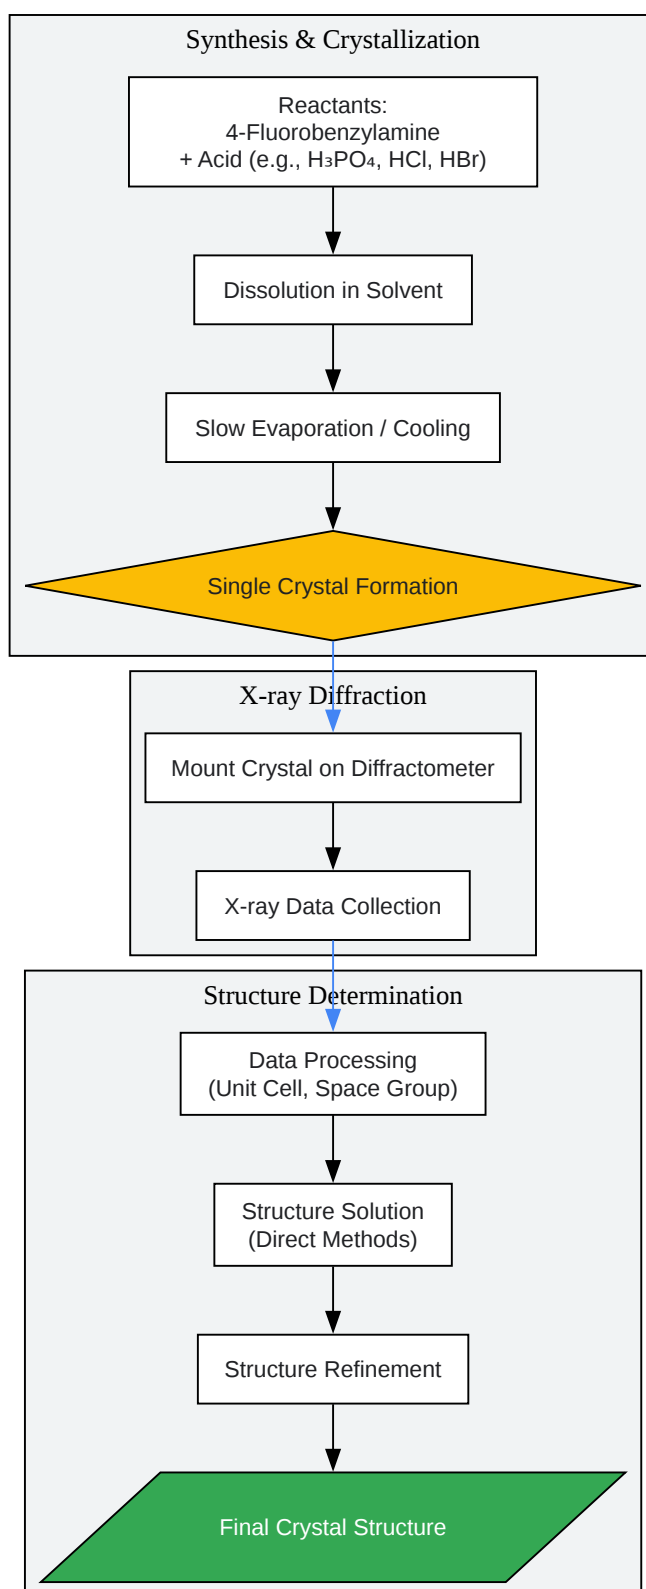 Synthesis & Crystallization
Reactants:
4-Fluorobenzylamine
+ Acid (e.g., H₃PO₄, HCl, HBr)
Dissolution in Solvent
Slow Evaporation / Cooling
Single Crystal Formation
X-ray Diffraction
Mount Crystal on Diffractometer
X-ray Data Collection
Structure Determination
Data Processing
(Unit Cell, Space Group)
Structure Solution
(Direct Methods)
Structure Refinement
Final Crystal Structure